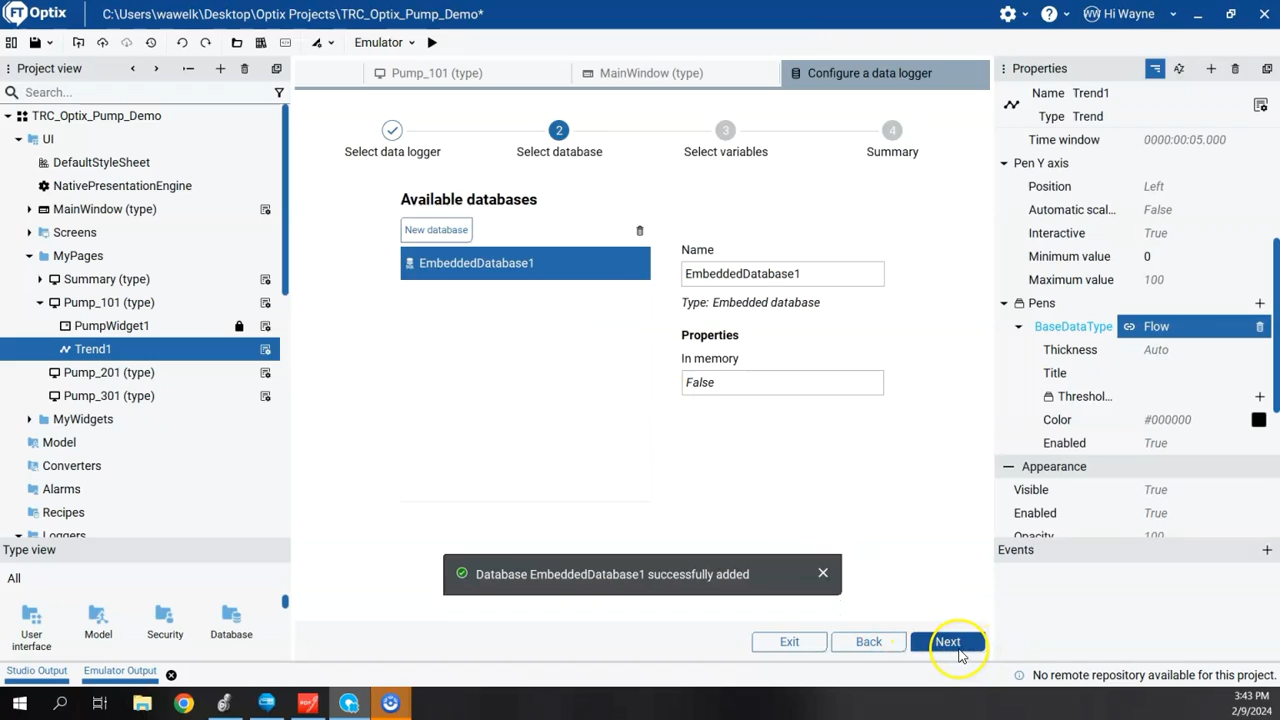 FT Optix C:\Users\wawelk\Desktop\Optix Projects\TRC_Optix_Pump_Demo* WW Hi Wayne
Emulator
Project view
Search...
TRC_Optix_Pump_Demo
UI
DefaultStyleSheet
NativePresentationEngine
MainWindow (type)
Screens
MyPages
Summary (type)
Pump_101 (type)
PumpWidget1
Trend1
Pump_201 (type)
Pump_301 (type)
MyWidgets
Model
Converters
Alarms
Recipes
Loggers
Type view
All
User interface
Model
Security
Database
Studio Output Emulator Output
Pump_101 (type) MainWindow (type) Configure a data logger
2 3 4
Select data logger Select database Select variables Summary
Available databases
New database
EmbeddedDatabase1
Name
EmbeddedDatabase1
Type: Embedded database
Properties
In memory
False
Database EmbeddedDatabase1 successfully added
Exit Back Next
Properties
Name Trend1
Type Trend
Time window 0000:00:05.000
Pen Y axis
Position Left
Automatic scal... False
Interactive True
Minimum value 0
Maximum value 100
Pens
BaseDataType Flow
Thickness Auto
Title
Threshol...
Color #000000
Enabled True
Appearance
Visible True
Enabled True
Opacity 100
Events
No remote repository available for this project.
3:43 PM
2/9/2024